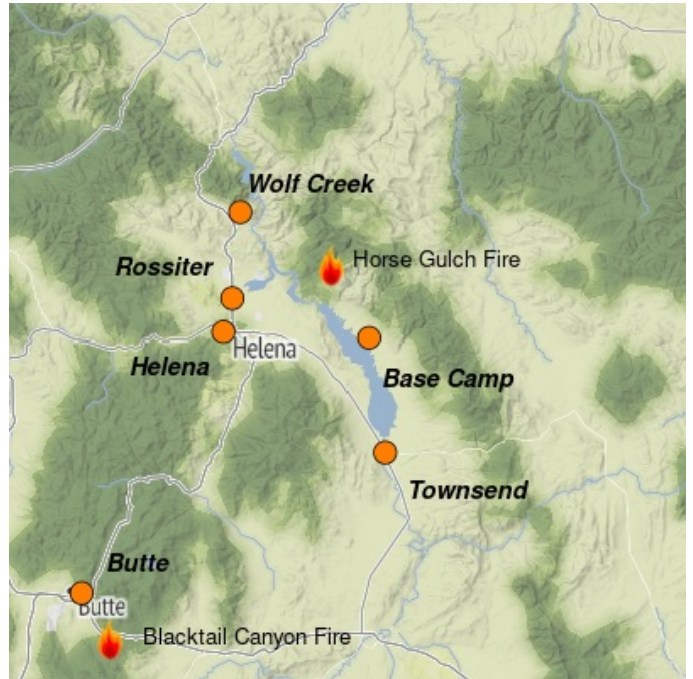 Wolf Creek
Horse Gulch Fire
Rossiter
Helena
Helena
Base Camp
Townsend
Butte
Butte
Blacktail Canyon Fire